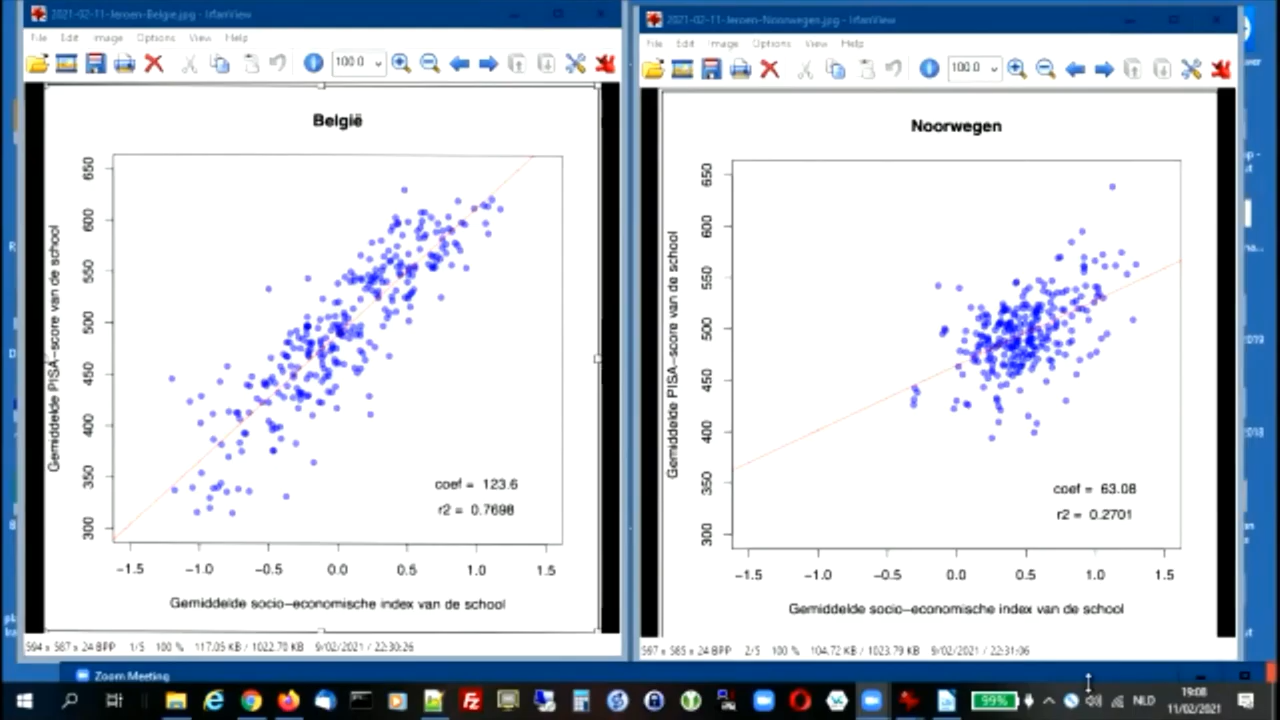 2021-02-11-Jeroen-Belgie.jpg - IrfanView
File Edit Image Options View Help
100.0
België
Gemiddelde PISA-score van de school
650
600
550
500
450
400
350
300
coef = 123.6
r2 = 0.7698
-1.5 -1.0 -0.5 0.0 0.5 1.0 1.5
Gemiddelde socio-economische index van de school
594 x 587 x 24 BPP 1/5 100 % 117.05 KB / 1022.70 KB 9/02/2021 / 22:30:26
2021-02-11-Jeroen-Noorwegen.jpg - IrfanView
File Edit Image Options View Help
100.0
Noorwegen
Gemiddelde PISA-score van de school
650
600
550
500
450
400
350
300
coef = 63.08
r2 = 0.2701
-1.5 -1.0 -0.5 0.0 0.5 1.0 1.5
Gemiddelde socio-economische index van de school
597 x 585 x 24 BPP 2/5 100 % 104.72 KB / 1023.79 KB 9/02/2021 / 22:31:06
Zoom Meeting
99%
NLD
19:08
11/02/2021